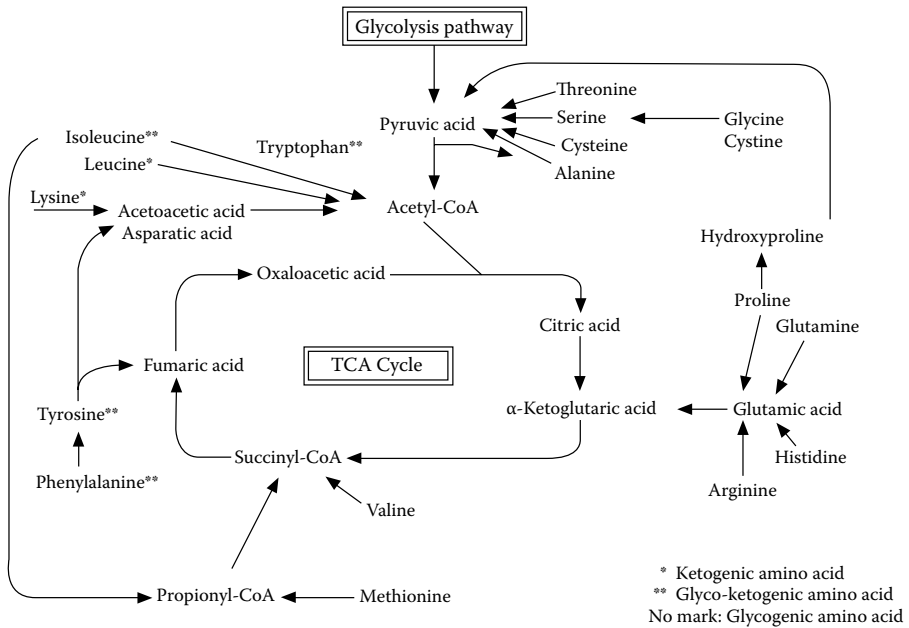 Glycolysis pathway
Threonine
Pyruvic acid
Serine
Glycine
Cystine
Isoleucine**
Tryptophan**
Cysteine
Leucine*
Alanine
Lysine*
Acetoacetic acid
Asparatic acid
Acetyl-CoA
Hydroxyproline
Oxaloacetic acid
Proline
Citric acid
Glutamine
Fumaric acid
TCA Cycle
Tyrosine**
α-Ketoglutaric acid
Glutamic acid
Succinyl-CoA
Histidine
Phenylalanine**
Arginine
Valine
Propionyl-CoA
Methionine
* Ketogenic amino acid
** Glyco-ketogenic amino acid
No mark: Glycogenic amino acid